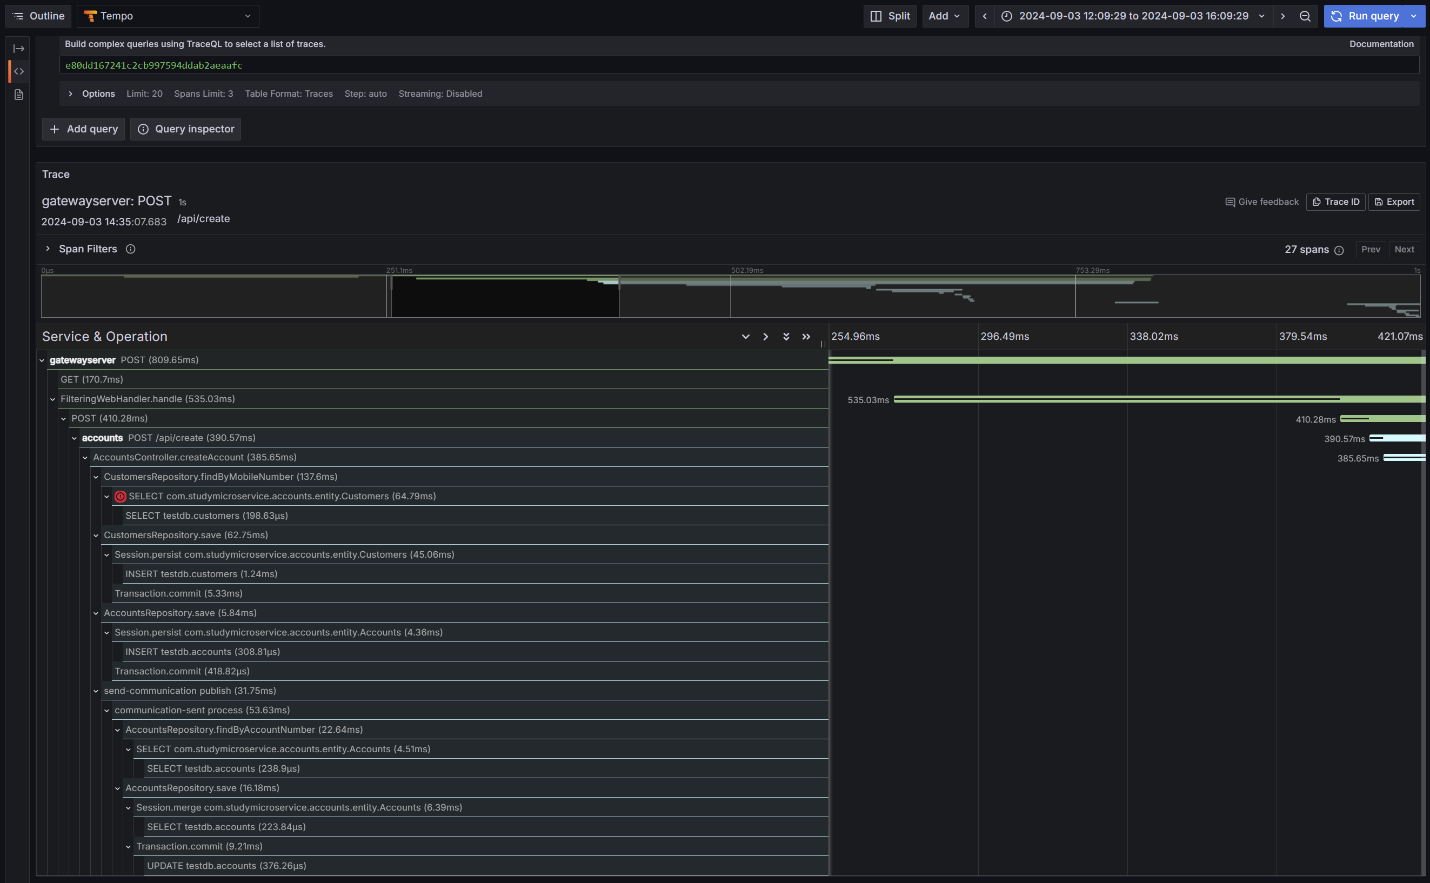 Outline Tempo Split Add 2024-09-03 12:09:29 to 2024-09-03 16:09:29 Run query
Build complex queries using TraceQL to select a list of traces. Documentation
e80dd167241c2cb997594ddab2aeaafc
Options Limit: 20 Spans Limit: 3 Table Format: Traces Step: auto Streaming: Disabled
Add query Query inspector
Trace
gatewayserver: POST 1s
Give feedback Trace ID Export
2024-09-03 14:35:07.683 /api/create
Span Filters 27 spans Prev Next
0µs 251.1ms 502.19ms 753.29ms 1s
Service & Operation 254.96ms 296.49ms 338.02ms 379.54ms 421.07ms
gatewayserver POST (809.65ms)
GET (170.7ms)
FilteringWebHandler.handle (535.03ms) 535.03ms
POST (410.28ms) 410.28ms
accounts POST /api/create (390.57ms) 390.57ms
AccountsController.createAccount (385.65ms) 385.65ms
CustomersRepository.findByMobileNumber (137.6ms)
SELECT com.studymicroservice.accounts.entity.Customers (64.79ms)
SELECT testdb.customers (198.63µs)
CustomersRepository.save (62.75ms)
Session.persist com.studymicroservice.accounts.entity.Customers (45.06ms)
INSERT testdb.customers (1.24ms)
Transaction.commit (5.33ms)
AccountsRepository.save (5.84ms)
Session.persist com.studymicroservice.accounts.entity.Accounts (4.36ms)
INSERT testdb.accounts (308.81µs)
Transaction.commit (418.82µs)
send-communication publish (31.75ms)
communication-sent process (53.63ms)
AccountsRepository.findByAccountNumber (22.64ms)
SELECT com.studymicroservice.accounts.entity.Accounts (4.51ms)
SELECT testdb.accounts (238.9µs)
AccountsRepository.save (16.18ms)
Session.merge com.studymicroservice.accounts.entity.Accounts (6.39ms)
SELECT testdb.accounts (223.84µs)
Transaction.commit (9.21ms)
UPDATE testdb.accounts (376.26µs)